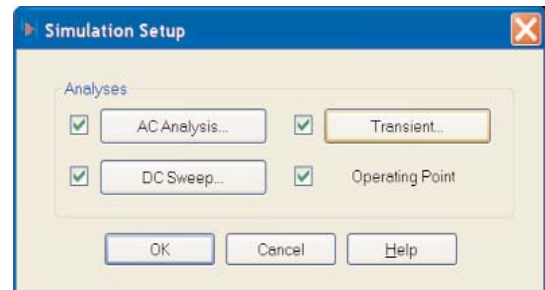 Simulation Setup
Analyses
AC Analysis... Transient...
DC Sweep... Operating Point
OK Cancel Help